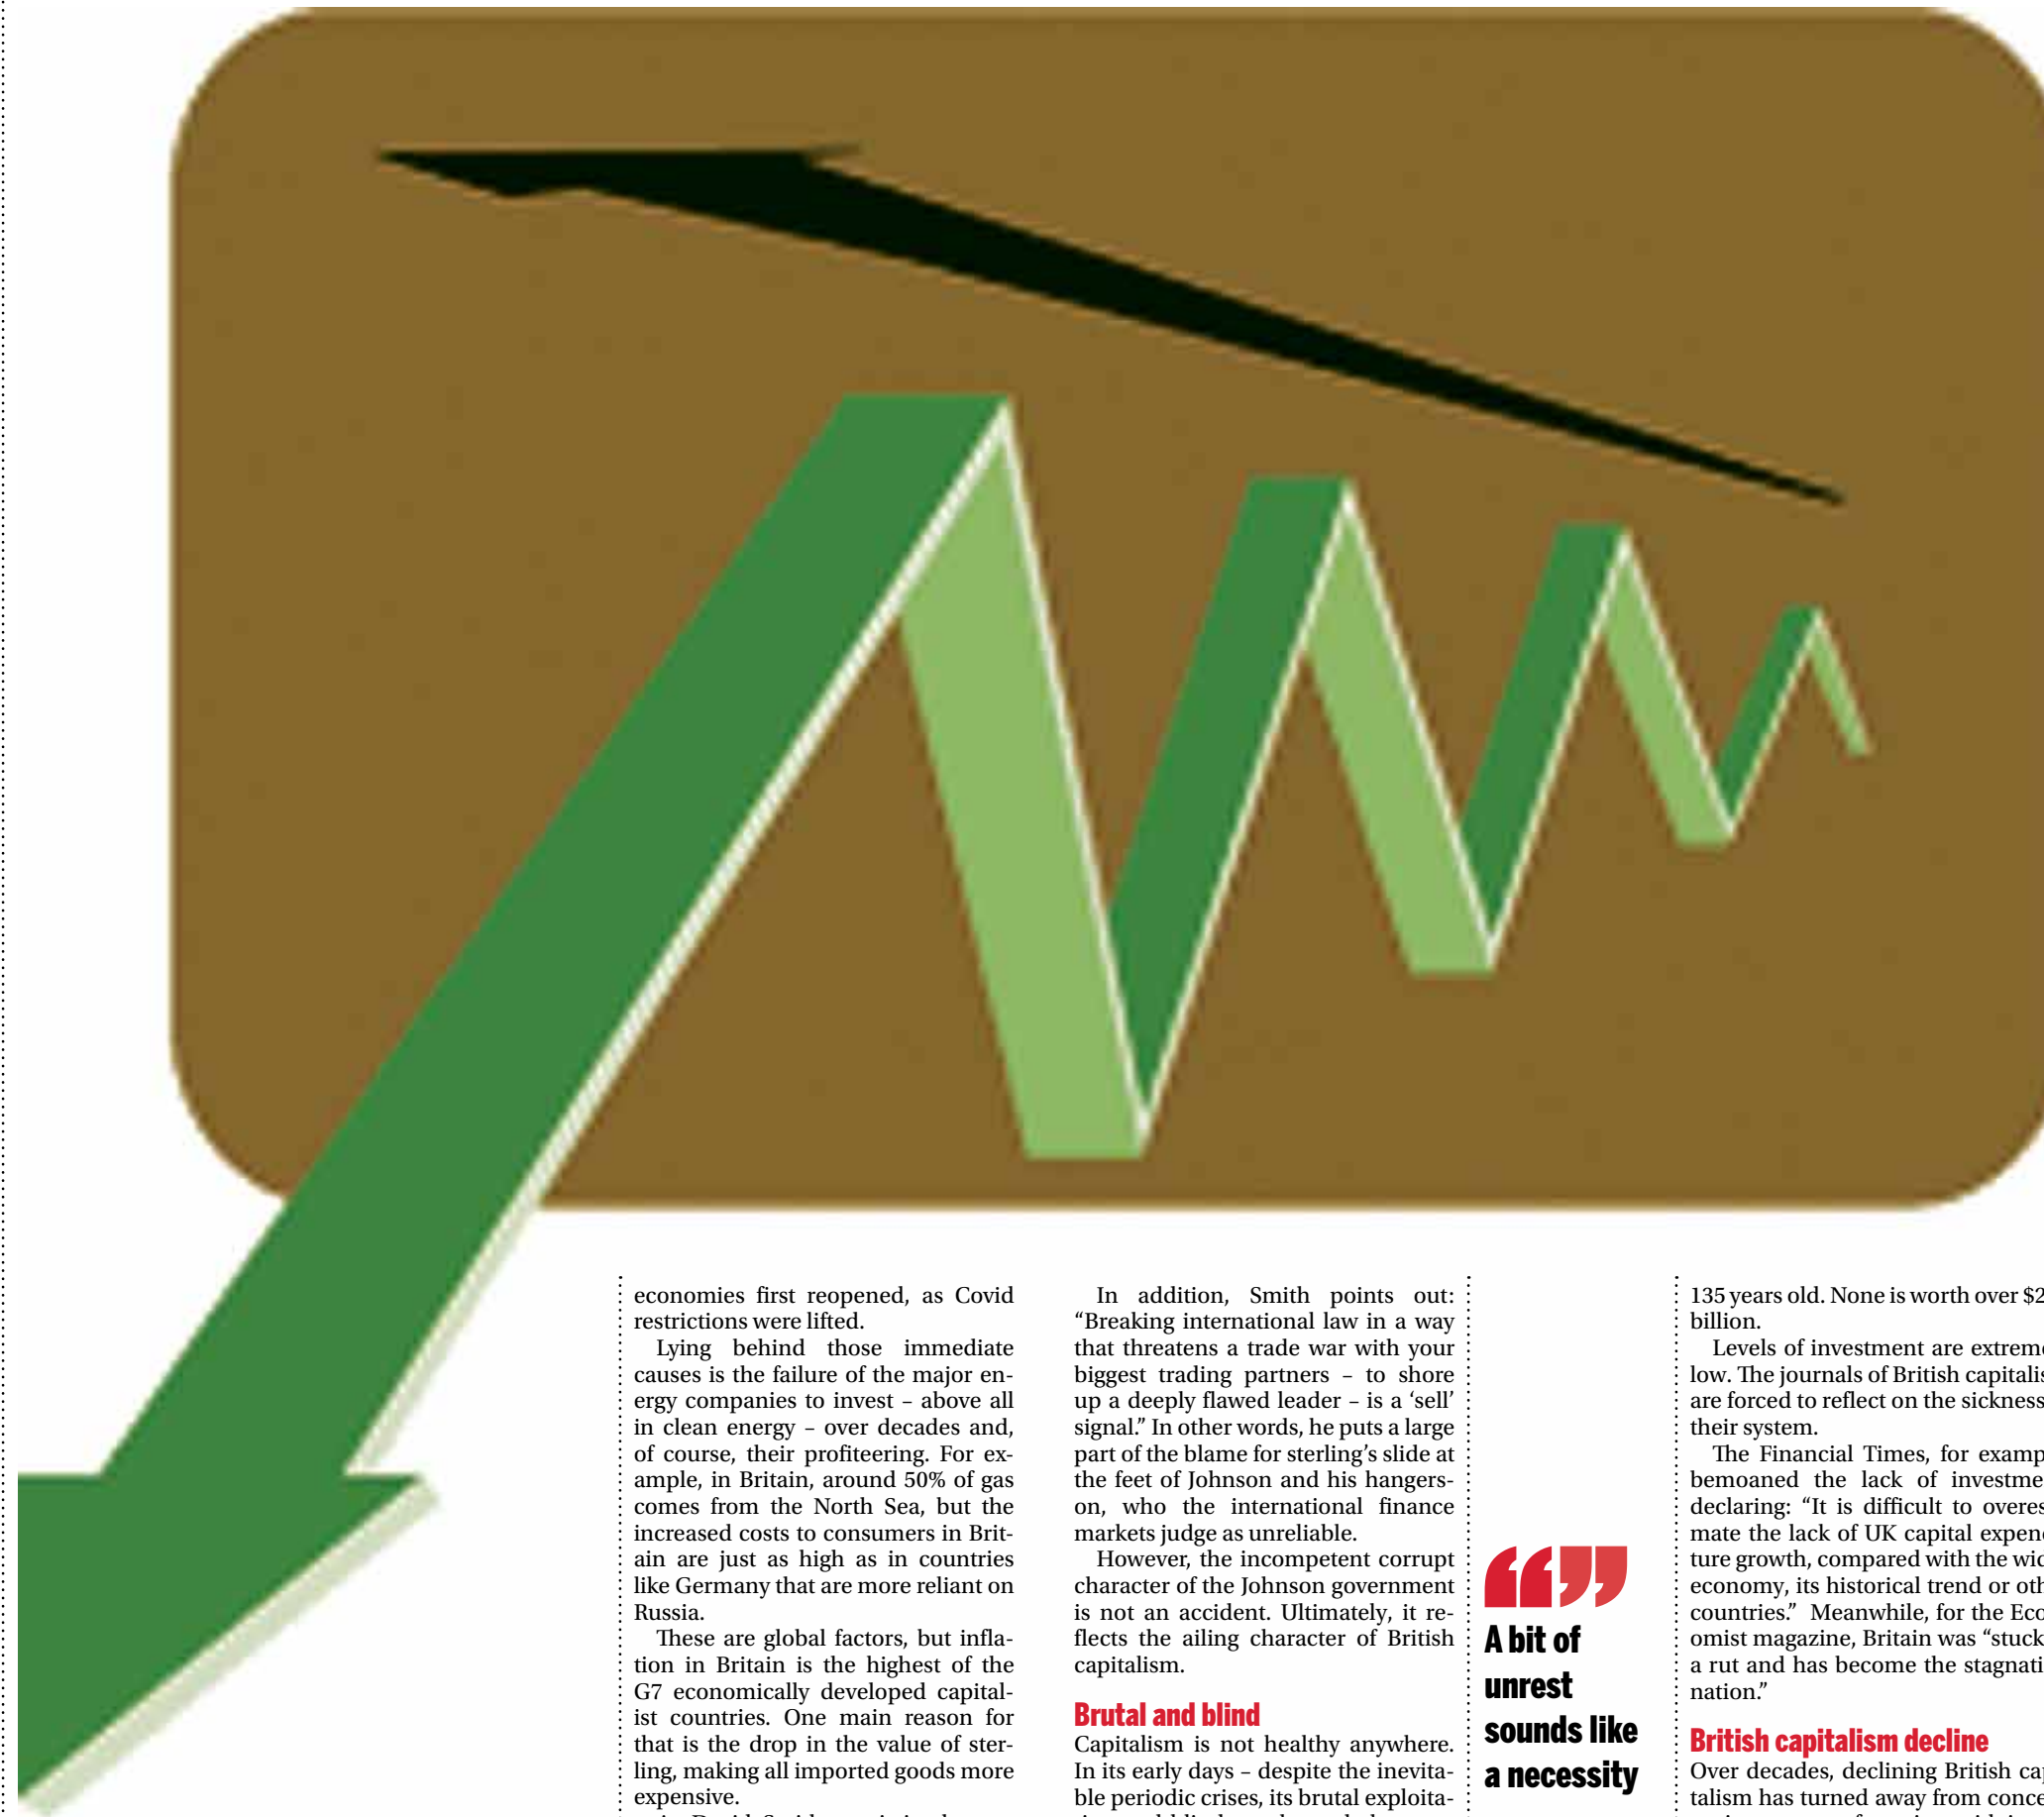 economies first reopened, as Covid
restrictions were lifted.
Lying behind those immediate
causes is the failure of the major en-
ergy companies to invest – above all
in clean energy – over decades and,
of course, their profiteering. For ex-
ample, in Britain, around 50% of gas
comes from the North Sea, but the
increased costs to consumers in Brit-
ain are just as high as in countries
like Germany that are more reliant on
Russia.
These are global factors, but infla-
tion in Britain is the highest of the
G7 economically developed capital-
ist countries. One main reason for
that is the drop in the value of ster-
ling, making all imported goods more
expensive.
In addition, Smith points out:
“Breaking international law in a way
that threatens a trade war with your
biggest trading partners – to shore
up a deeply flawed leader – is a ‘sell’
signal.” In other words, he puts a large
part of the blame for sterling’s slide at
the feet of Johnson and his hangers-
on, who the international finance
markets judge as unreliable.
However, the incompetent corrupt
character of the Johnson government
is not an accident. Ultimately, it re-
flects the ailing character of British
capitalism.
Brutal and blind
Capitalism is not healthy anywhere.
In its early days – despite the inevita-
ble periodic crises, its brutal exploita-
““””
A bit of
unrest
sounds like
a necessity
135 years old. None is worth over $2
billion.
Levels of investment are extrem
low. The journals of British capitalis
are forced to reflect on the sickness
their system.
The Financial Times, for examp
bemoaned the lack of investme
declaring: “It is difficult to overes
mate the lack of UK capital expen
ture growth, compared with the wid
economy, its historical trend or oth
countries.” Meanwhile, for the Eco
omist magazine, Britain was “stuck
a rut and has become the stagnati
nation.”
British capitalism decline
Over decades, declining British cap
talism has turned away from conce